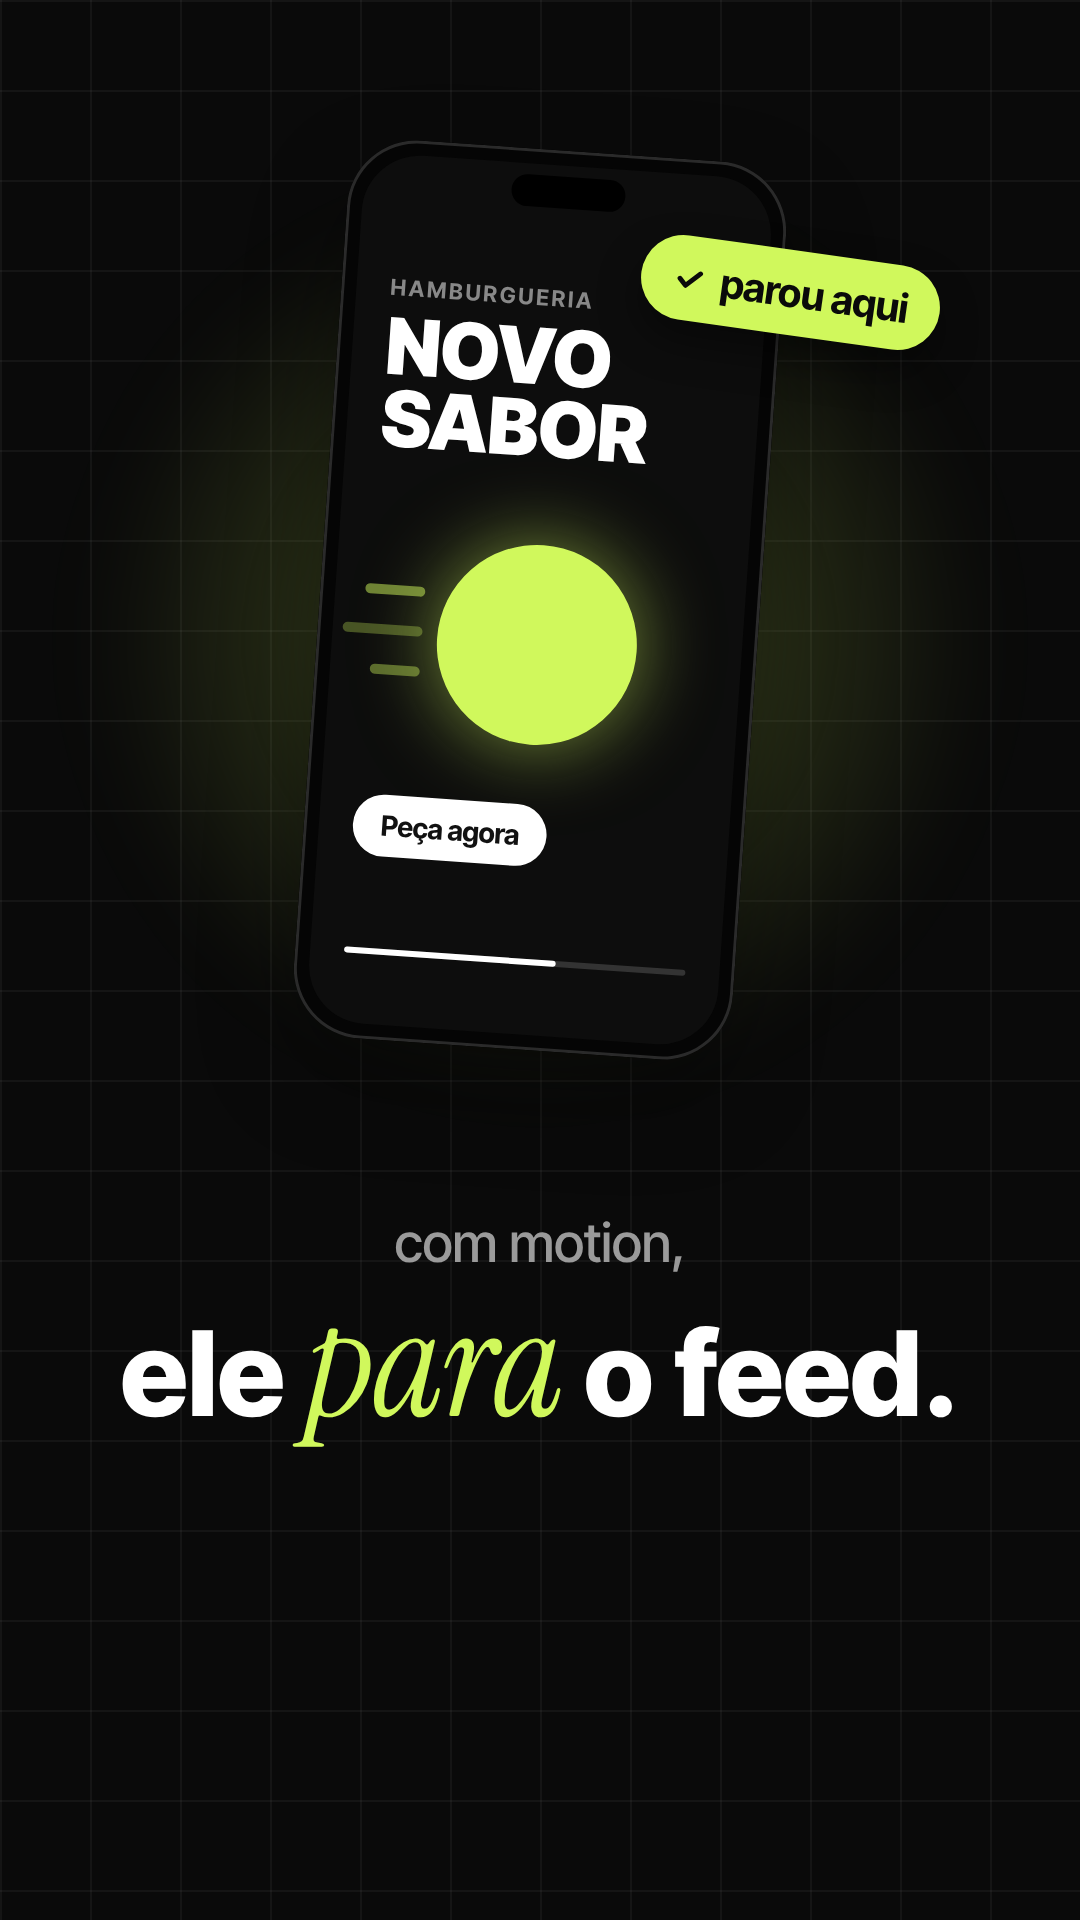 HAMBURGUERIA
NOVO
SABOR
parou aqui
Peça agora
com motion,
ele para o feed.